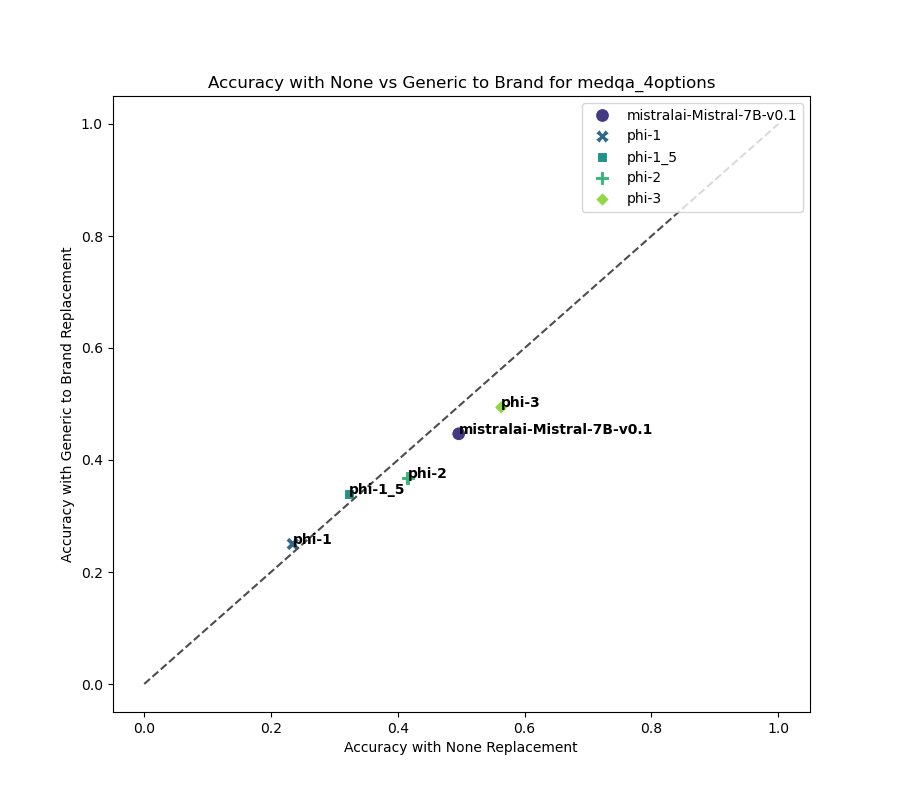 Accuracy with None vs Generic to Brand for medqa_4options
mistralai-Mistral-7B-v0.1
phi-1
phi-1_5
phi-2
phi-3
1.0
0.8
0.6
0.4
0.2
0.0
Accuracy with Generic to Brand Replacement
phi-3
mistralai-Mistral-7B-v0.1
phi-2
phi-1_5
phi-1
0.0
0.2
0.4
0.6
0.8
1.0
Accuracy with None Replacement